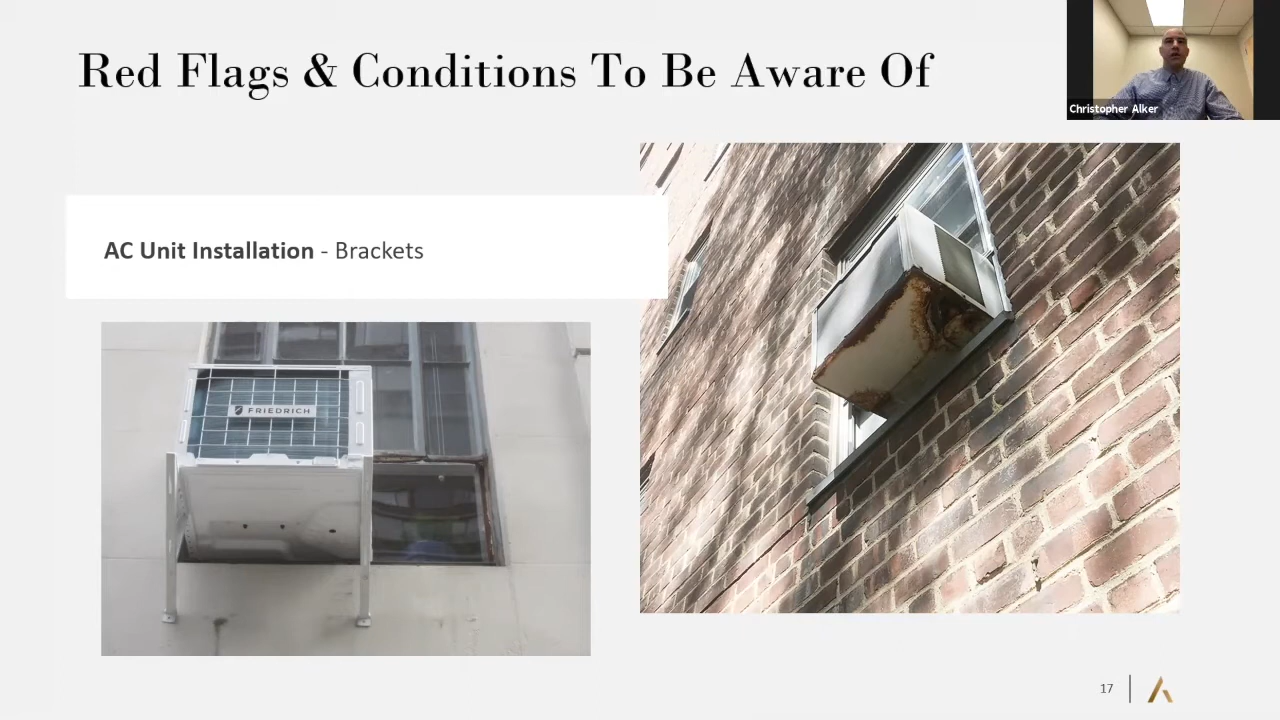 Red Flags & Conditions To Be Aware Of
Christopher Alker
AC Unit Installation - Brackets
FRIEDRICH
17